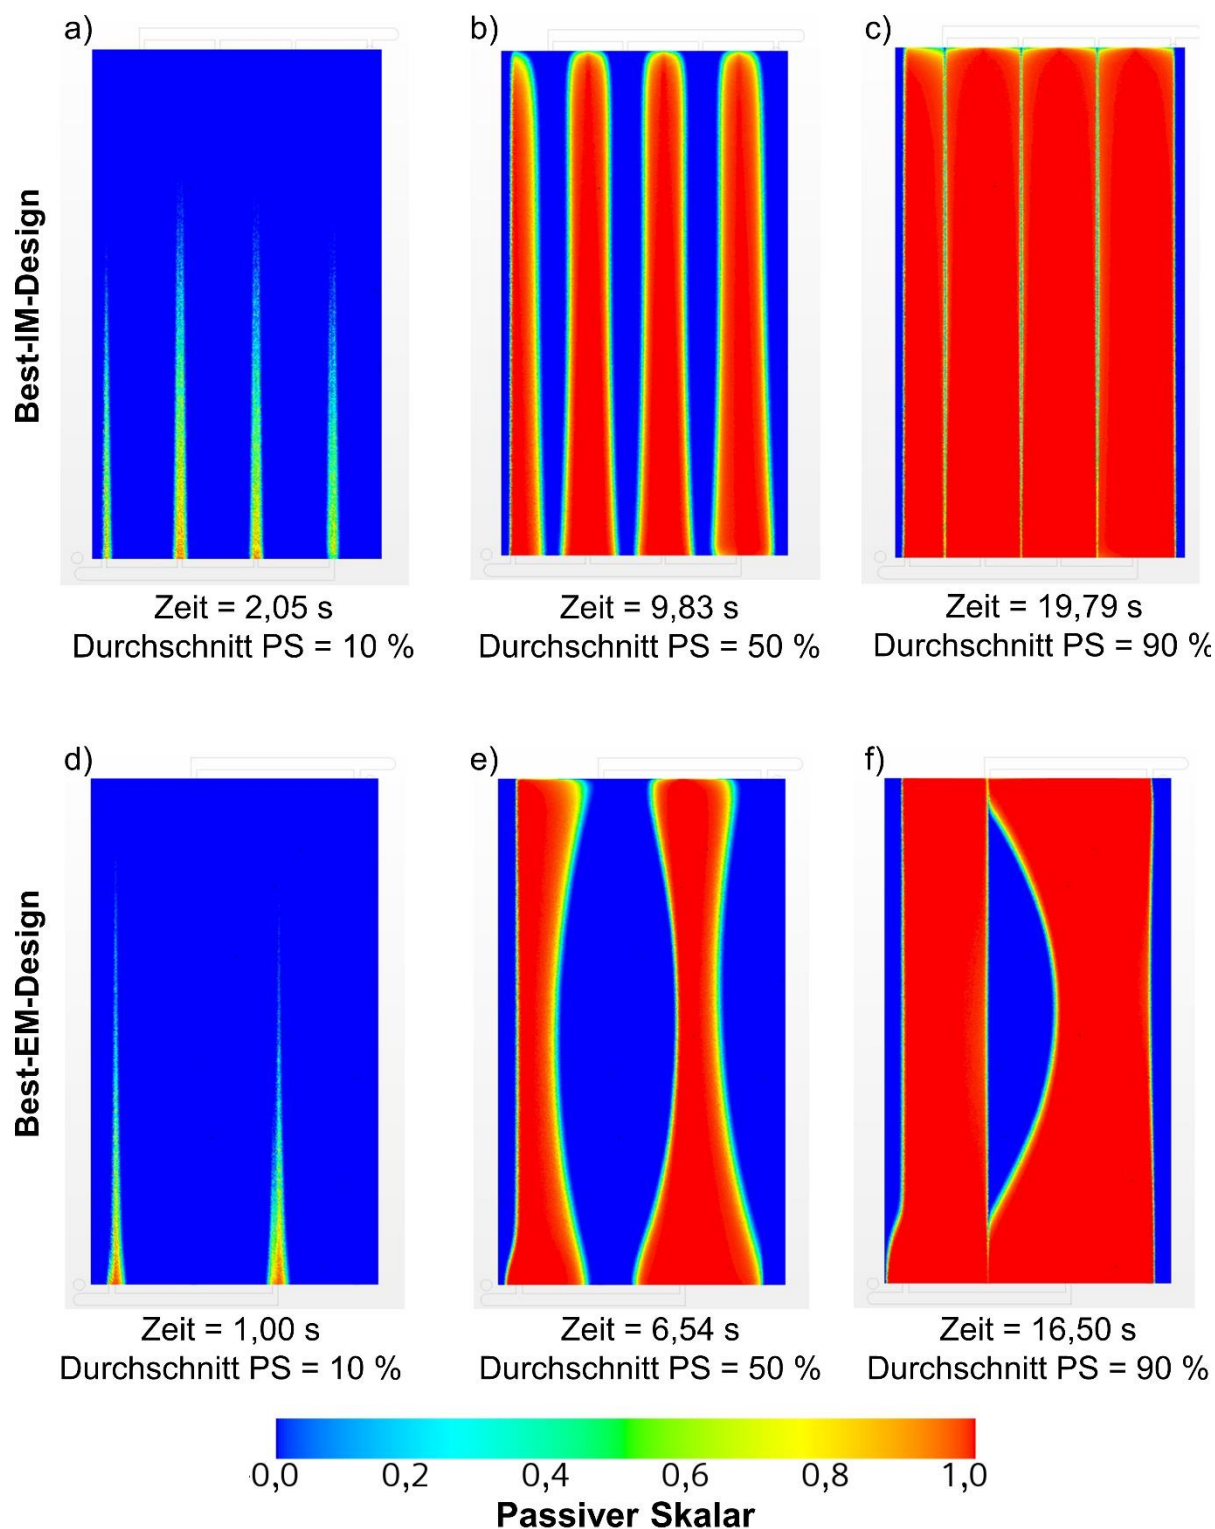 a)
b)
c)
Best-IM-Design
Zeit = 2,05 s
Durchschnitt PS = 10 %
Zeit = 9,83 s
Durchschnitt PS = 50 %
Zeit = 19,79 s
Durchschnitt PS = 90 %
d)
e)
f)
Best-EM-Design
Zeit = 1,00 s
Durchschnitt PS = 10 %
Zeit = 6,54 s
Durchschnitt PS = 50 %
Zeit = 16,50 s
Durchschnitt PS = 90 %
0,0 0,2 0,4 0,6 0,8 1,0
Passiver Skalar